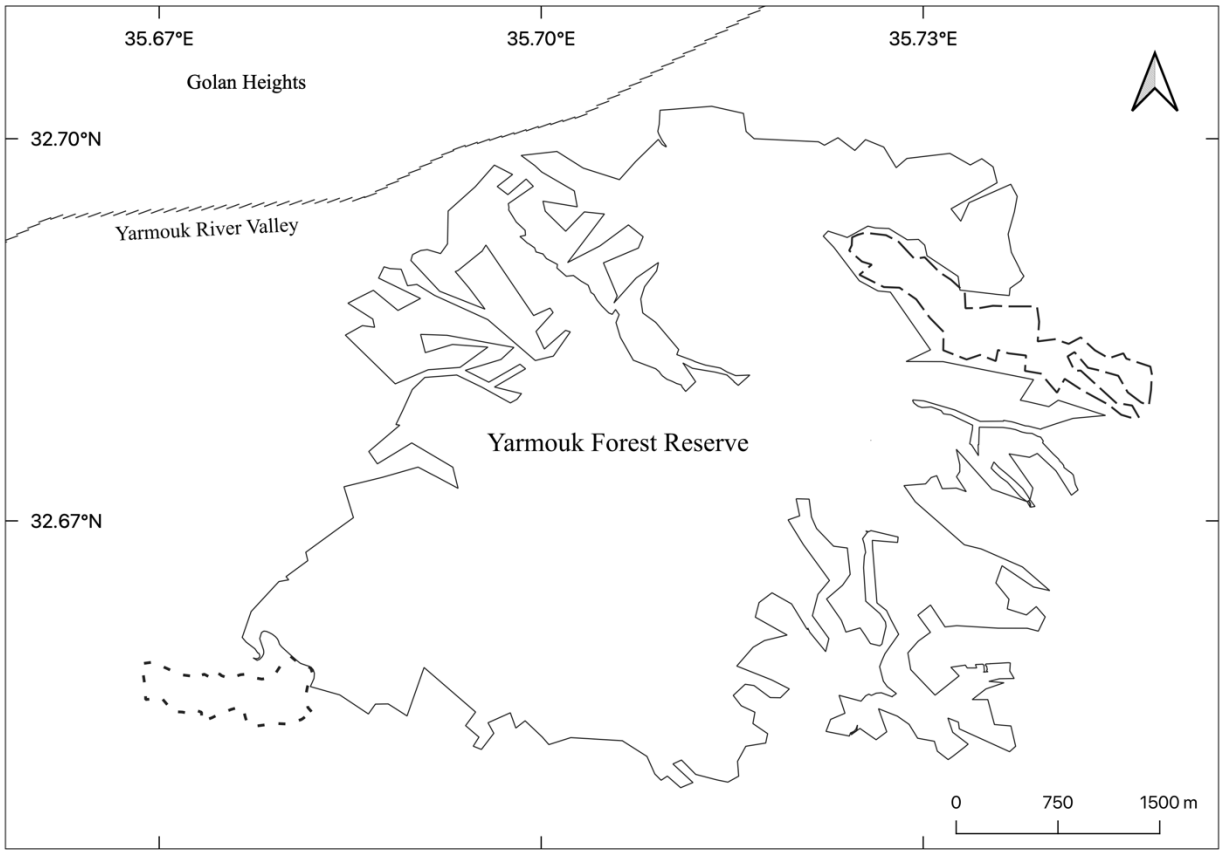 35.67°E
35.70°E
35.73°E
Golan Heights
32.70°N
Yarmouk River Valley
Yarmouk Forest Reserve
32.67°N
0
750
1500 m